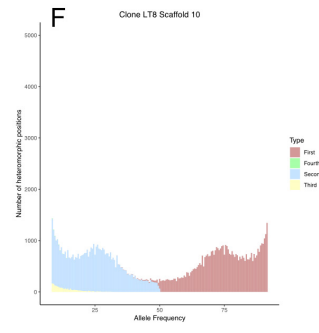 F
Clone LT8 Scaffold 10
Number of heteromorphic positions
5000
4000
3000
2000
1000
0
25
50
75
Allele Frequency
Type
First
Fourth
Secon
Third